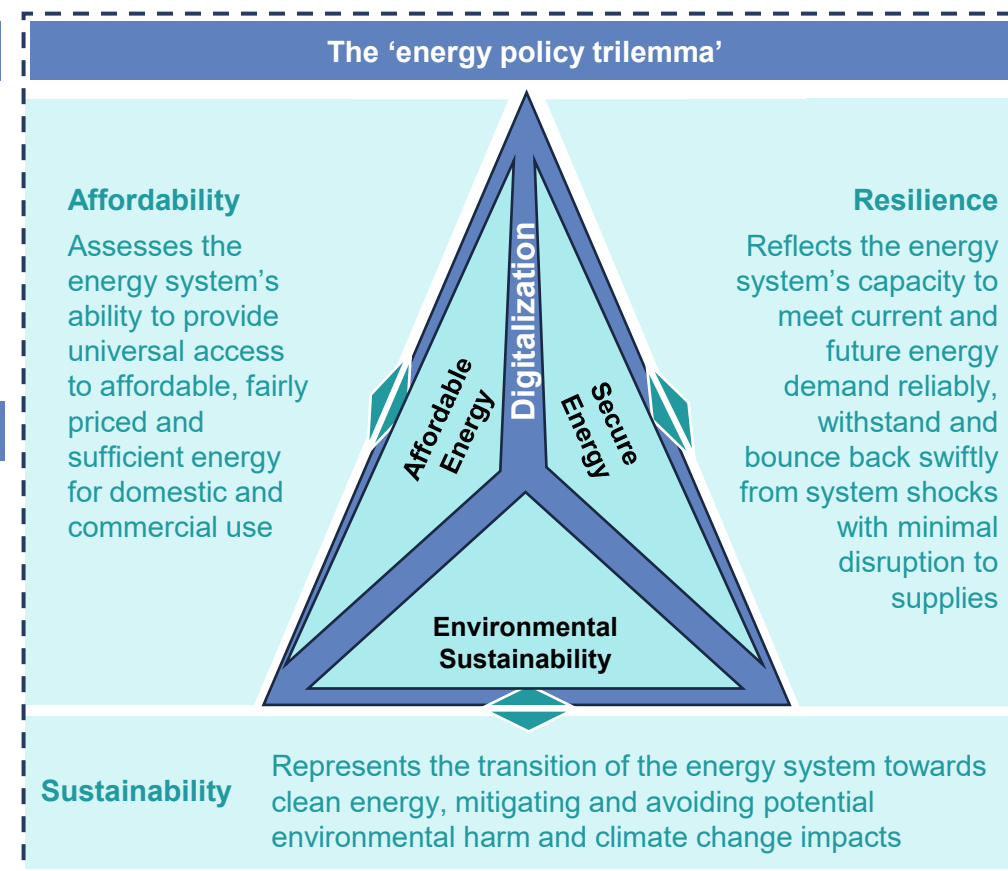 The ‘energy policy trilemma’
Affordability
Assesses the
energy system’s
ability to provide
universal access
to affordable, fairly
priced and
sufficient energy
for domestic and
commercial use
Digitalization
Affordable
Energy
Secure
Energy
Environmental
Sustainability
Resilience
Reflects the energy
system’s capacity to
meet current and
future energy
demand reliably,
withstand and
bounce back swiftly
from system shocks
with minimal
disruption to
supplies
Sustainability
Represents the transition of the energy system towards
clean energy, mitigating and avoiding potential
environmental harm and climate change impacts